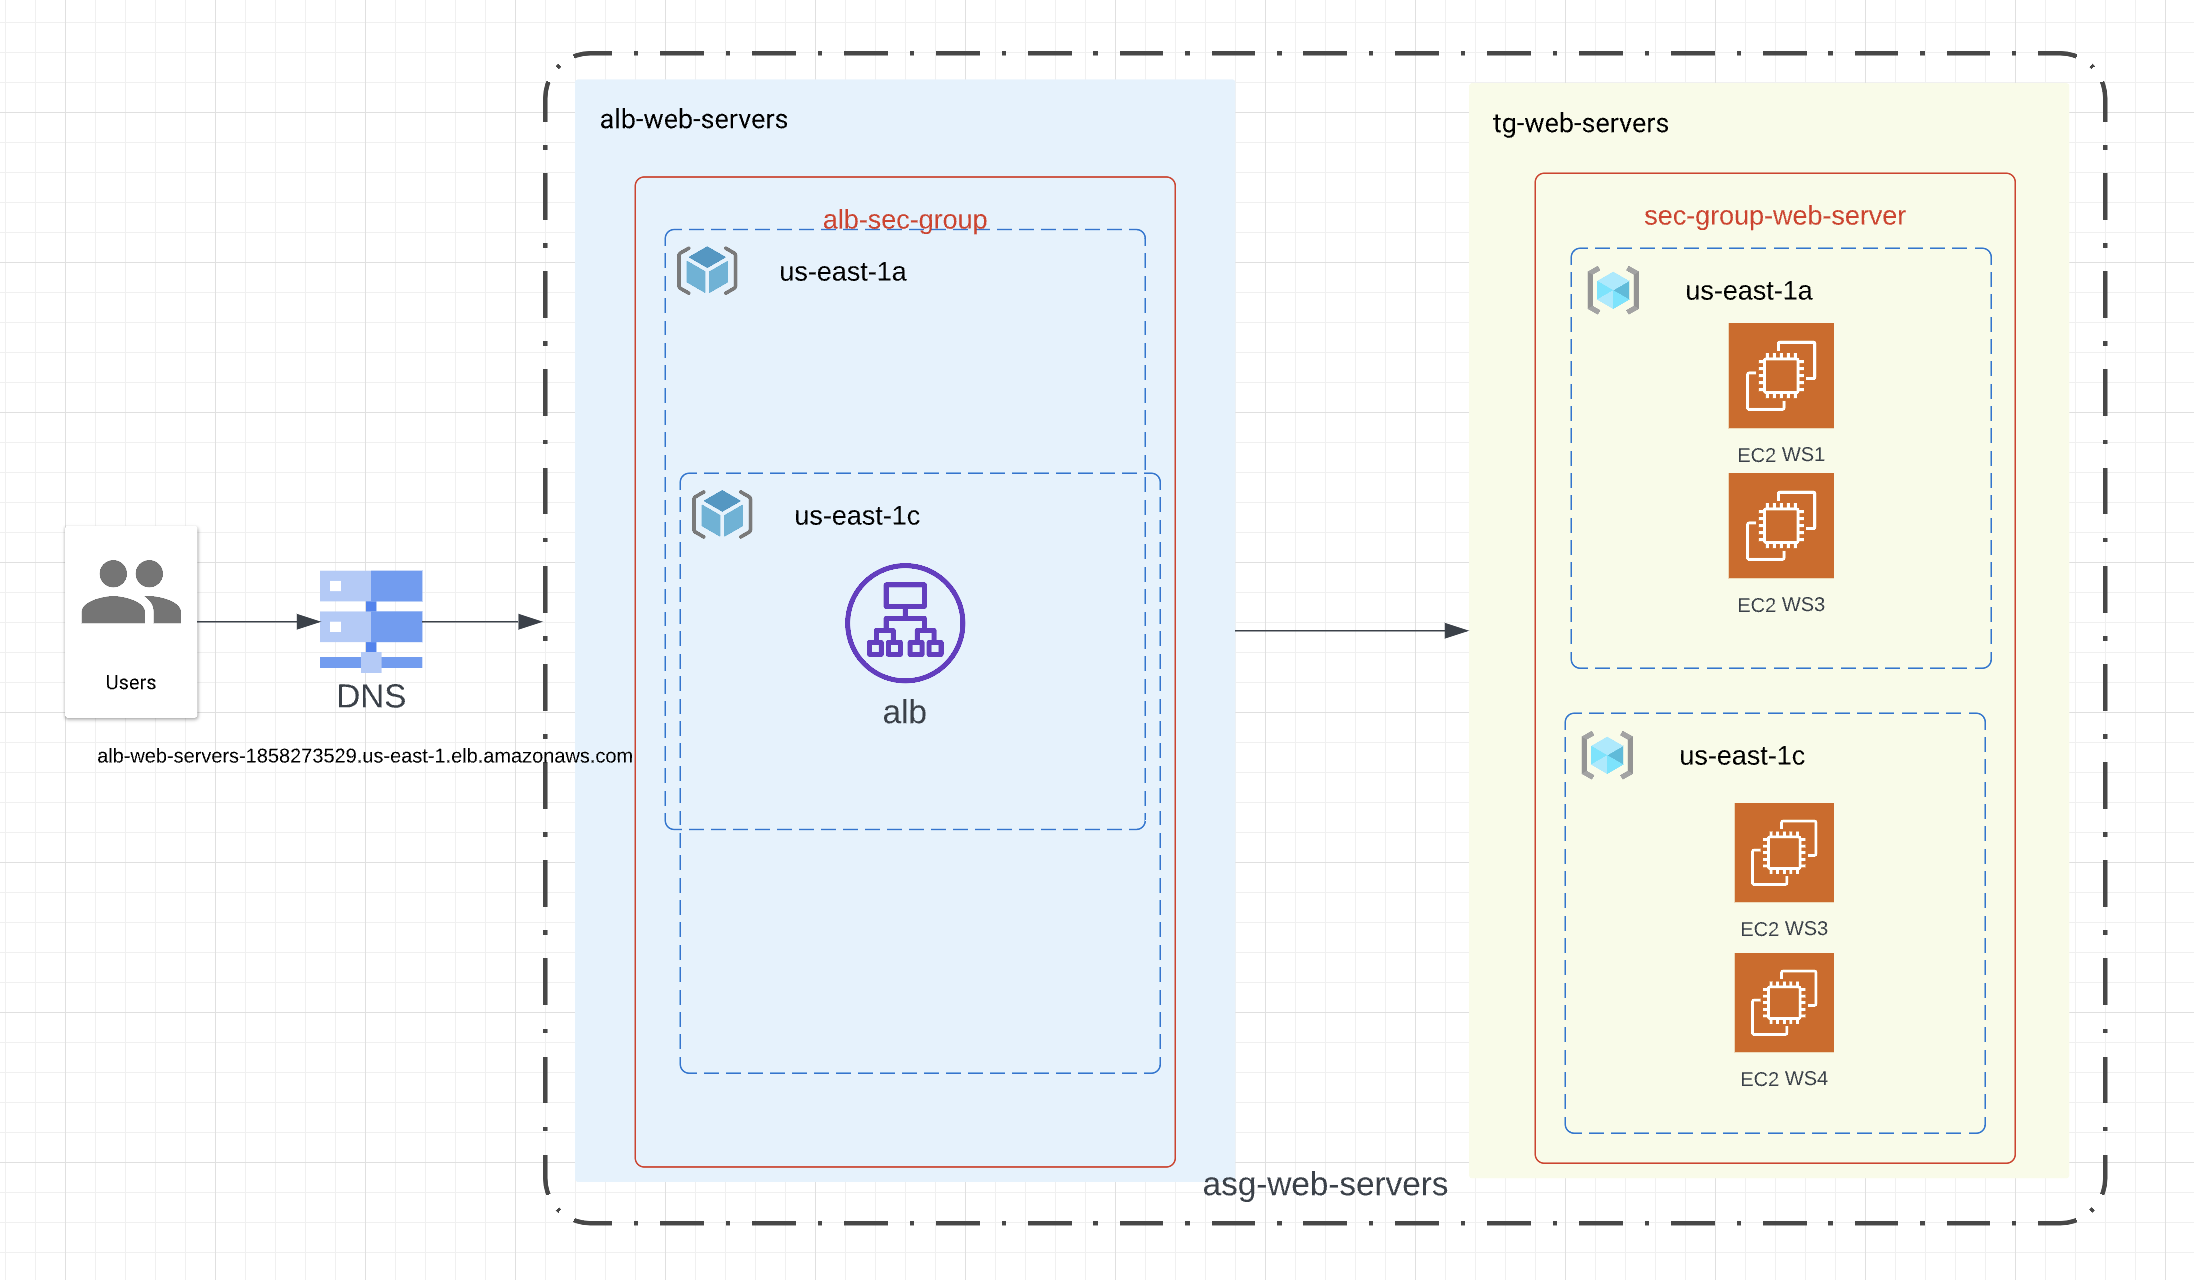 alb-web-servers
alb-sec-group
us-east-1a
us-east-1c
alb
Users
DNS
alb-web-servers-1858273529.us-east-1.elb.amazonaws.com
tg-web-servers
sec-group-web-server
us-east-1a
EC2 WS1
EC2 WS3
us-east-1c
EC2 WS3
EC2 WS4
asg-web-servers